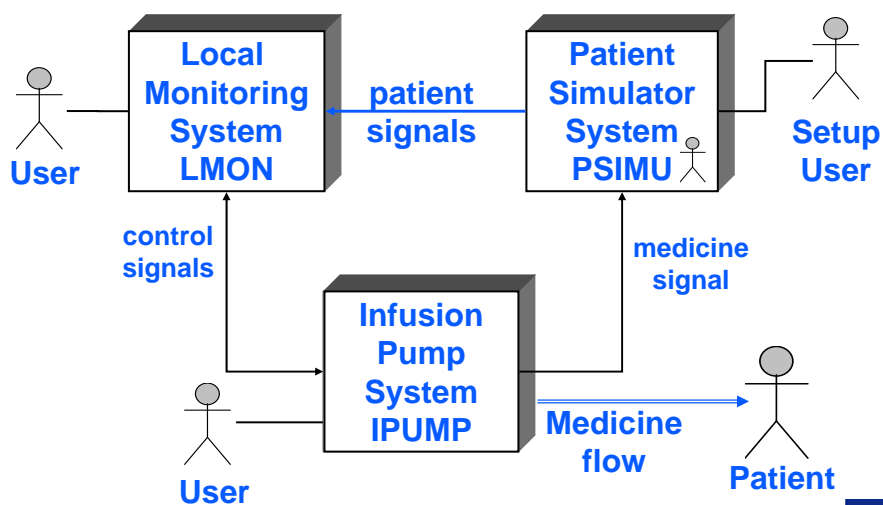 Local
Monitoring
System
LMON
patient
signals
Patient
Simulator
System
PSIMU
User
Setup
User
control
signals
medicine
signal
Infusion
Pump
System
IPUMP
User
Medicine
flow
Patient